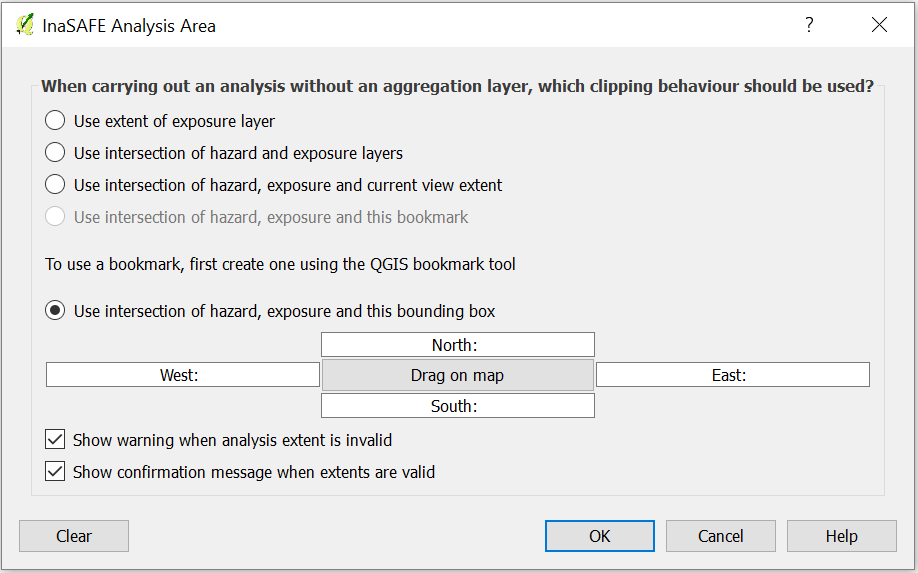 InaSAFE Analysis Area
When carrying out an analysis without an aggregation layer, which clipping behaviour should be used?
Use extent of exposure layer
Use intersection of hazard and exposure layers
Use intersection of hazard, exposure and current view extent
Use intersection of hazard, exposure and this bookmark
To use a bookmark, first create one using the QGIS bookmark tool
Use intersection of hazard, exposure and this bounding box
North:
West: Drag on map East:
South:
Show warning when analysis extent is invalid
Show confirmation message when extents are valid
Clear OK Cancel Help